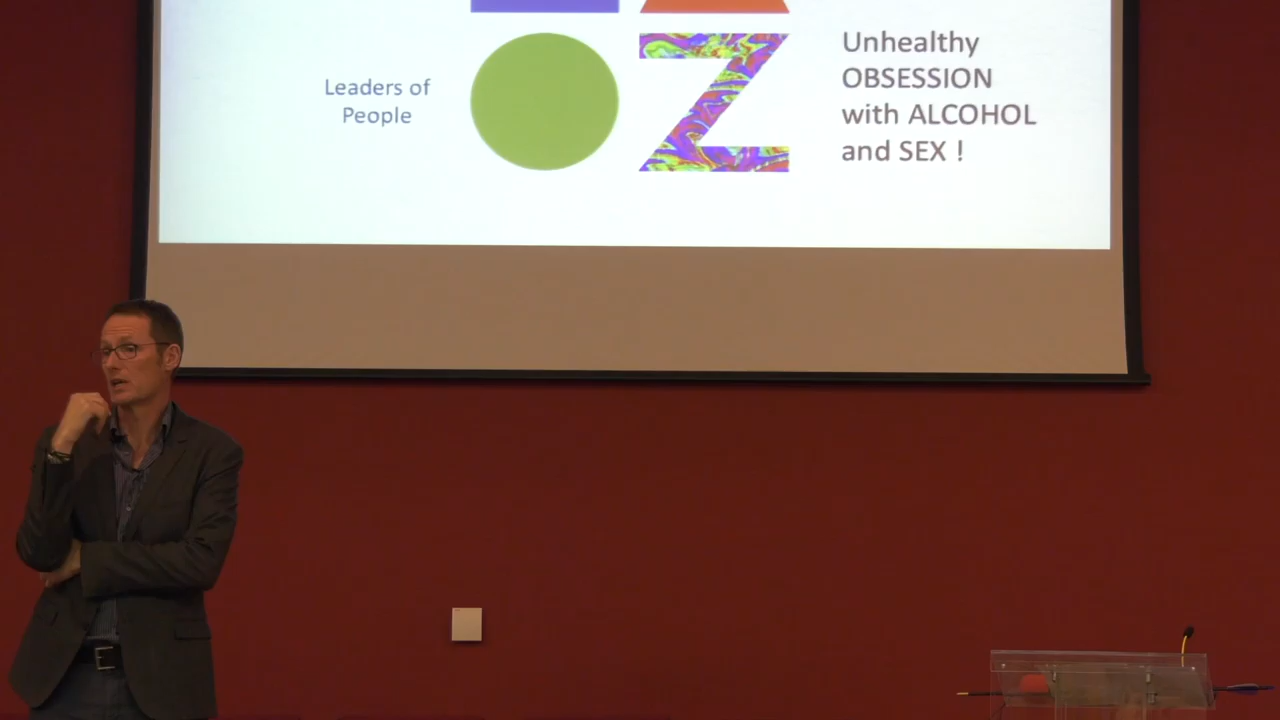 Leaders of
People
Unhealthy
OBSESSION
with ALCOHOL
and SEX !